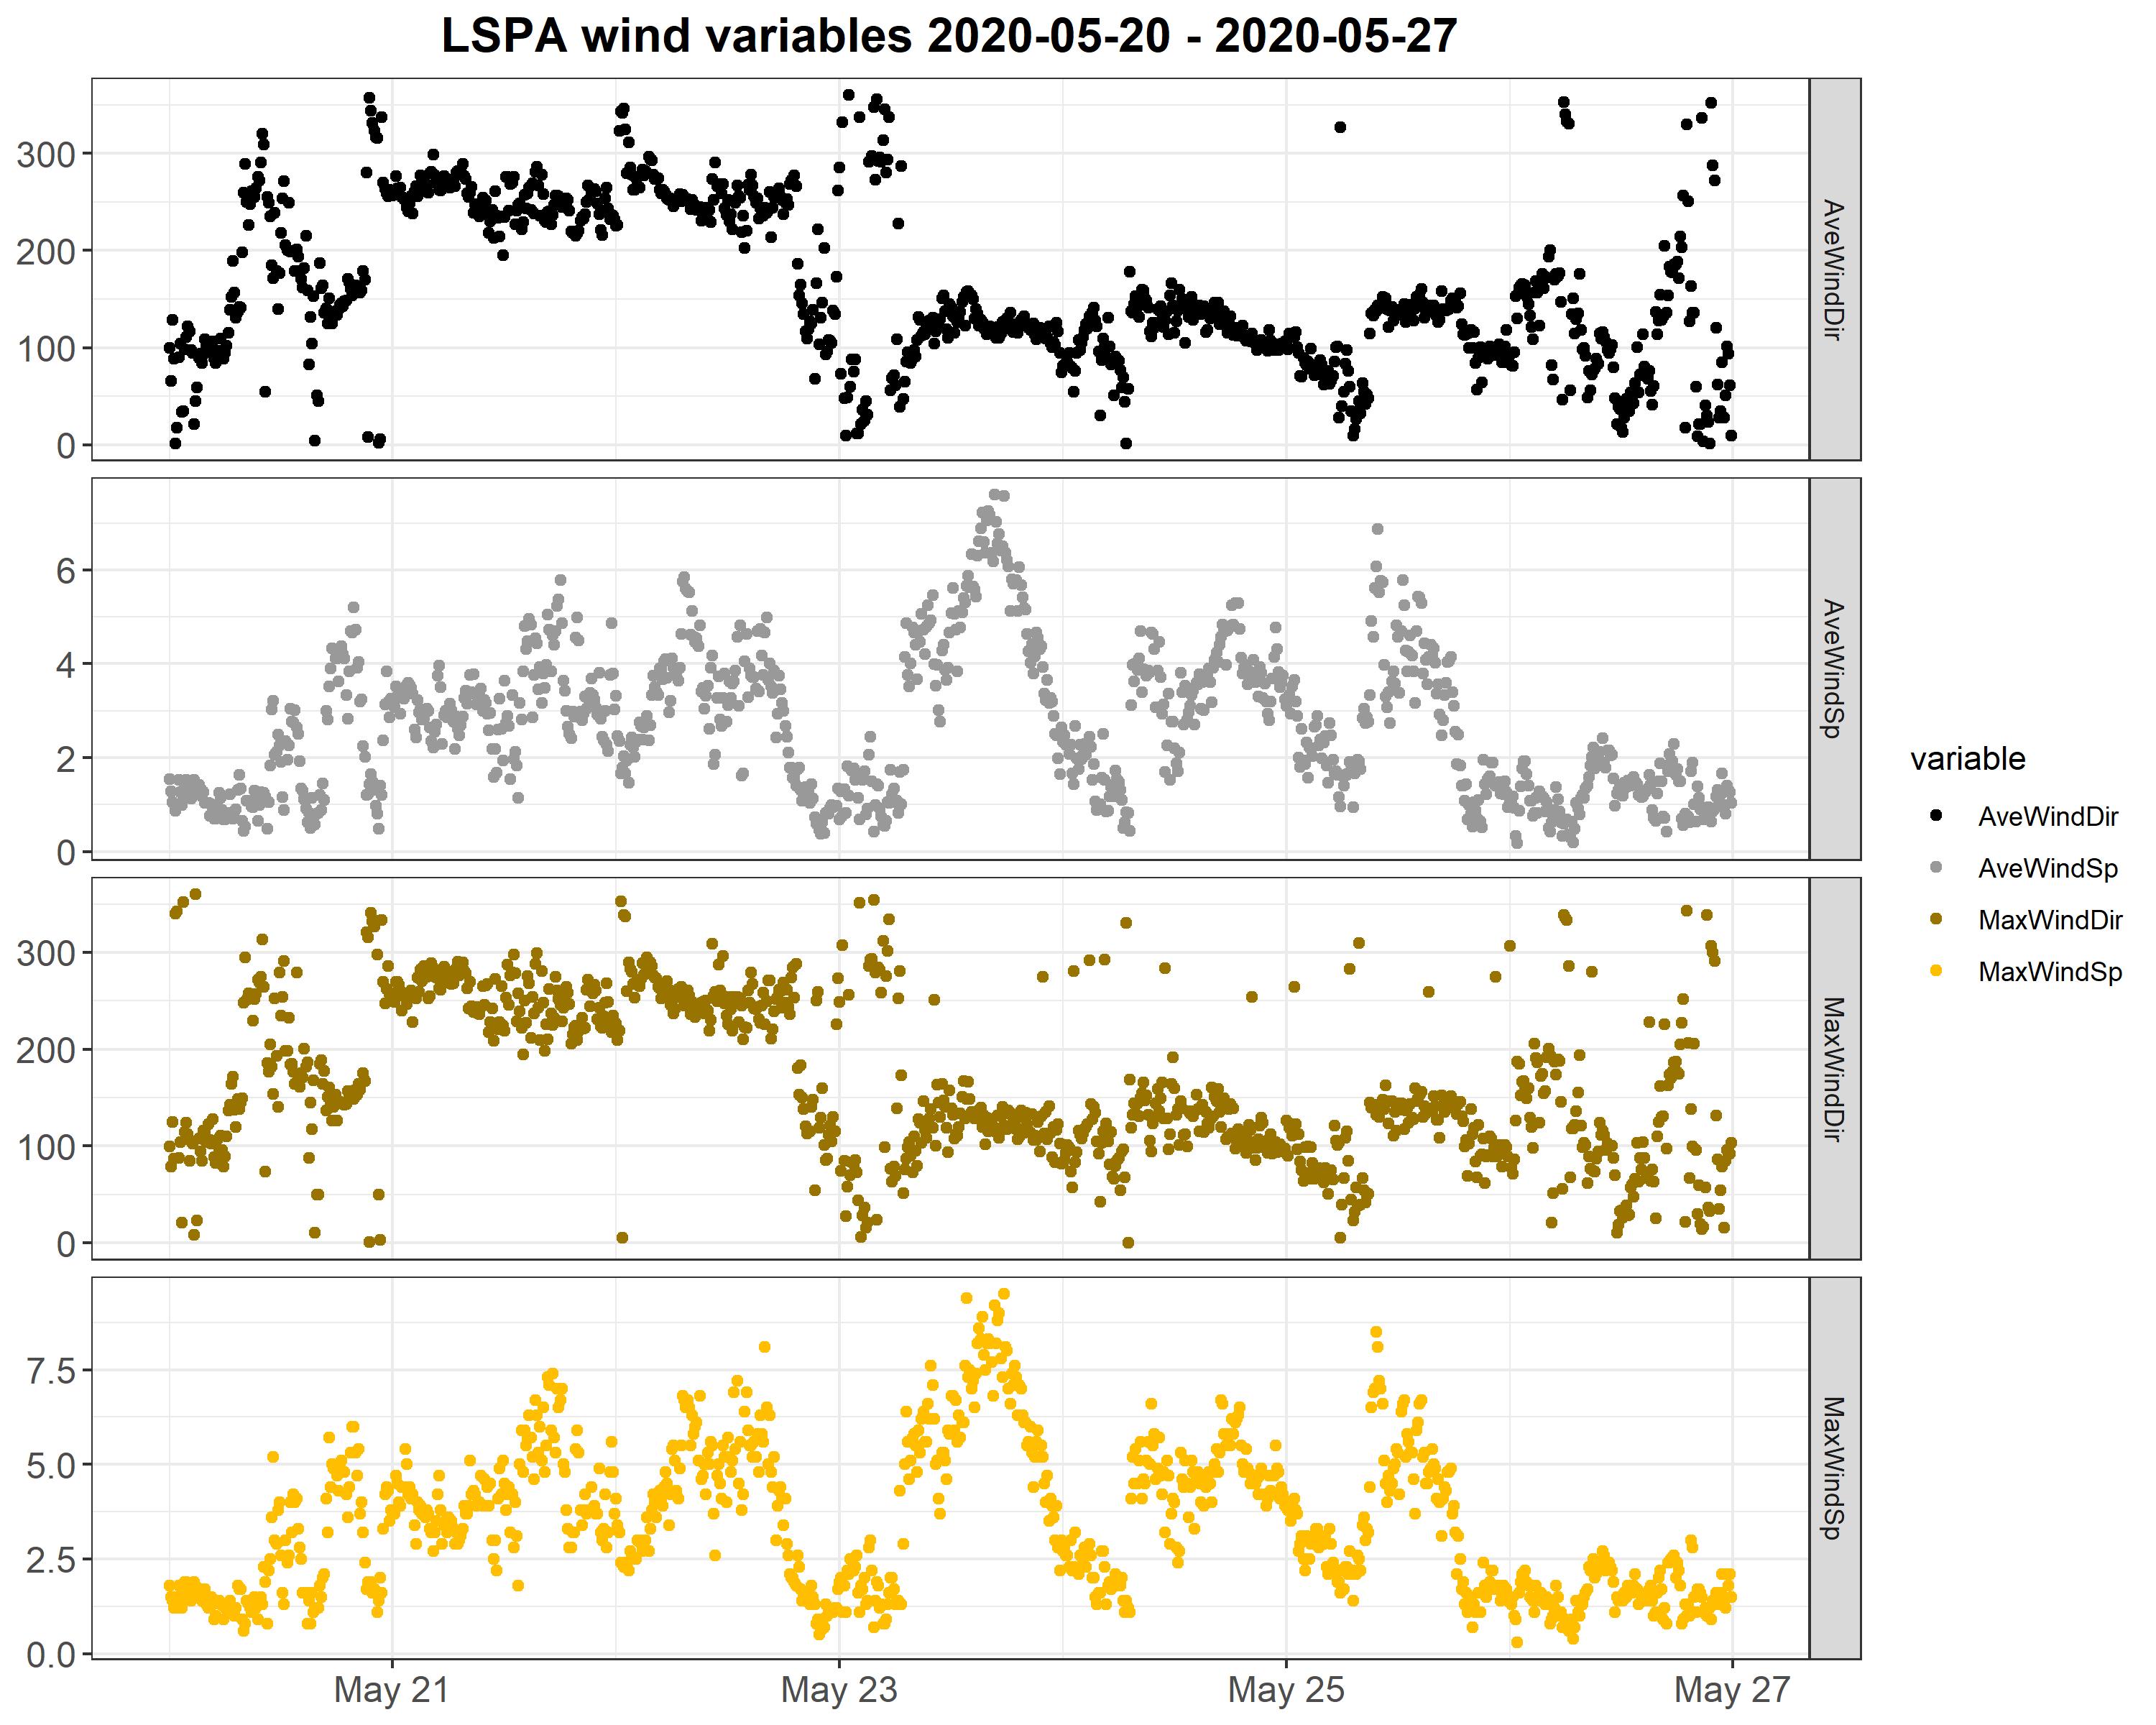 LSPA wind variables 2020-05-20 - 2020-05-27
300
200
100
0
AveWindDir
6
4
2
0
AveWindSp
300
200
100
0
MaxWindDir
7.5
5.0
2.5
0.0
MaxWindSp
May 21 May 23 May 25 May 27
variable
AveWindDir
AveWindSp
MaxWindDir
MaxWindSp